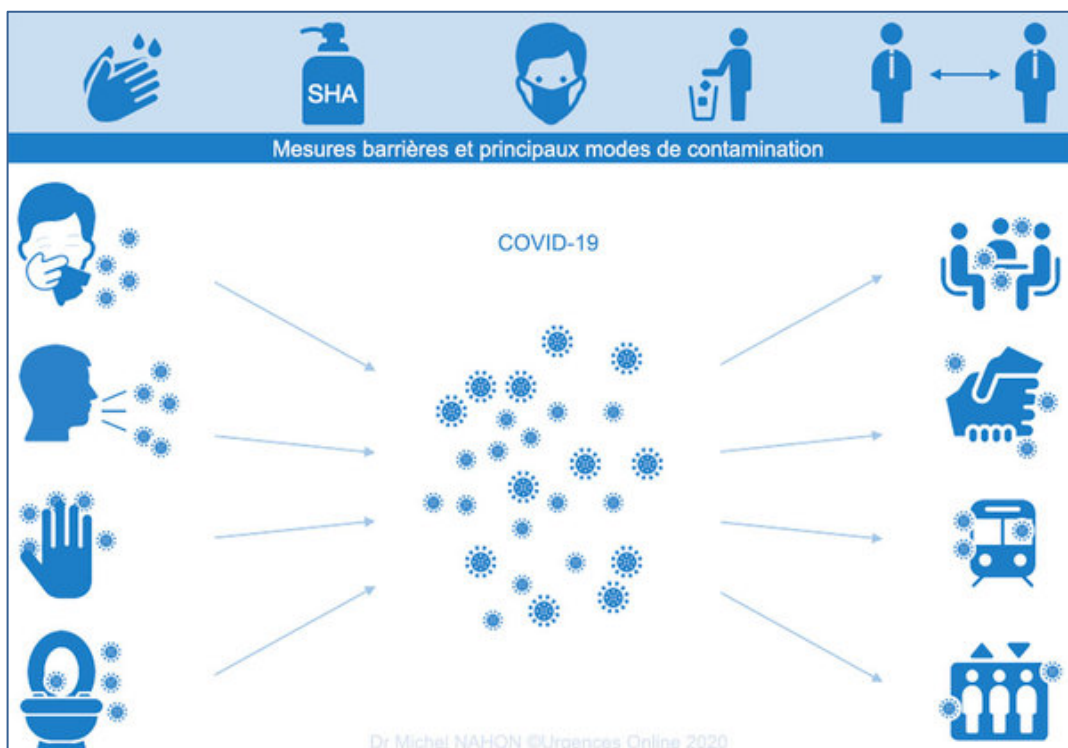 SHA
Mesures barrières et principaux modes de contamination
COVID-19
Dr Michel NAHON ©Urgences Online 2020